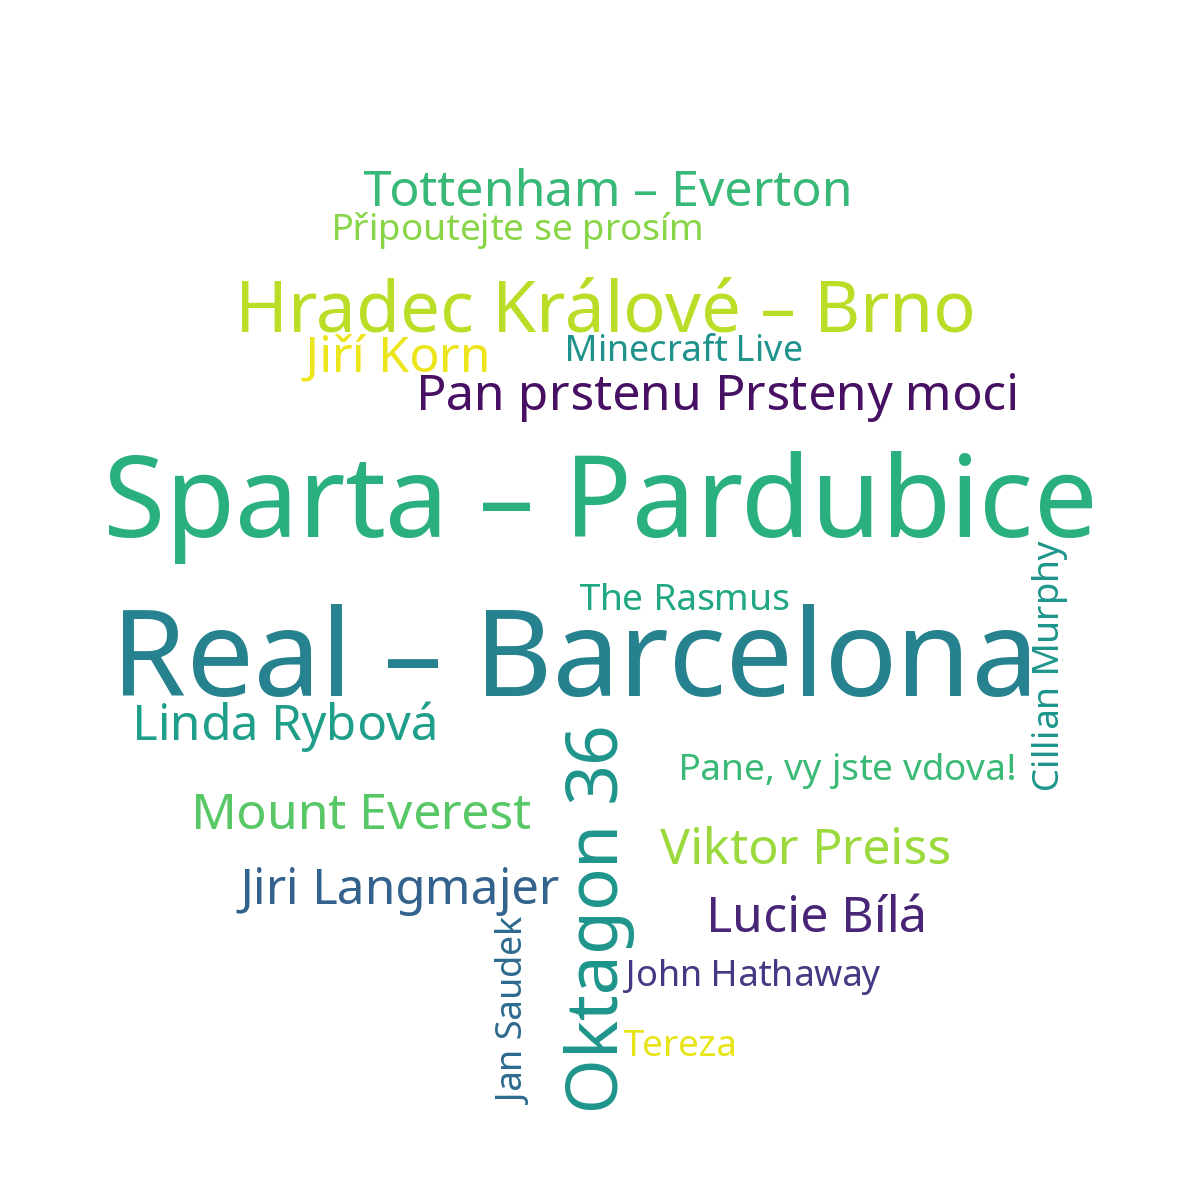 Tottenham – Everton
Připoutejte se prosím
Hradec Králové – Brno
Jiří Korn
Minecraft Live
Pan prstenu Prsteny moci
Sparta – Pardubice
The Rasmus
Cillian Murphy
Real – Barcelona
Linda Rybová
Oktagon 36
Pane, vy jste vdova!
Mount Everest
Viktor Preiss
Jiri Langmajer
Lucie Bílá
Jan Saudek
John Hathaway
Tereza